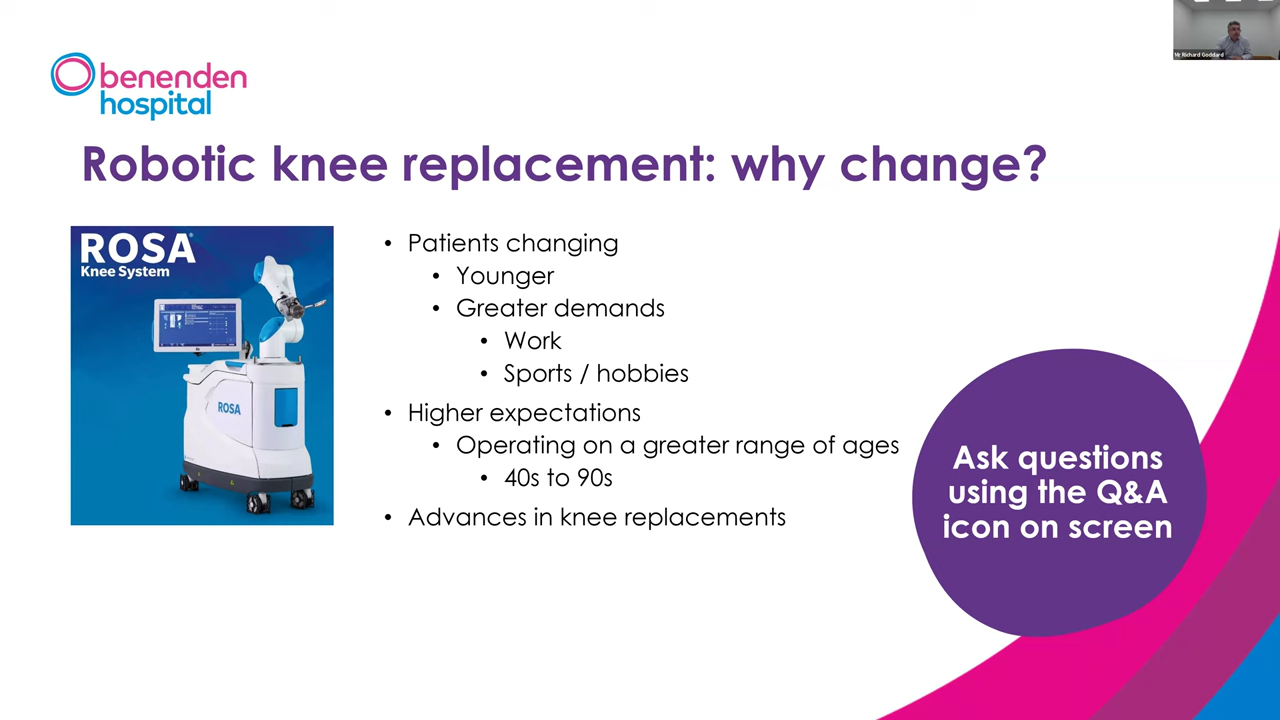 Mr Richard Goddard
benenden
hospital
Robotic knee replacement: why change?
ROSA
Knee System
ROSA
• Patients changing
• Younger
• Greater demands
• Work
• Sports / hobbies
• Higher expectations
• Operating on a greater range of ages
• 40s to 90s
• Advances in knee replacements
Ask questions
using the Q&A
icon on screen